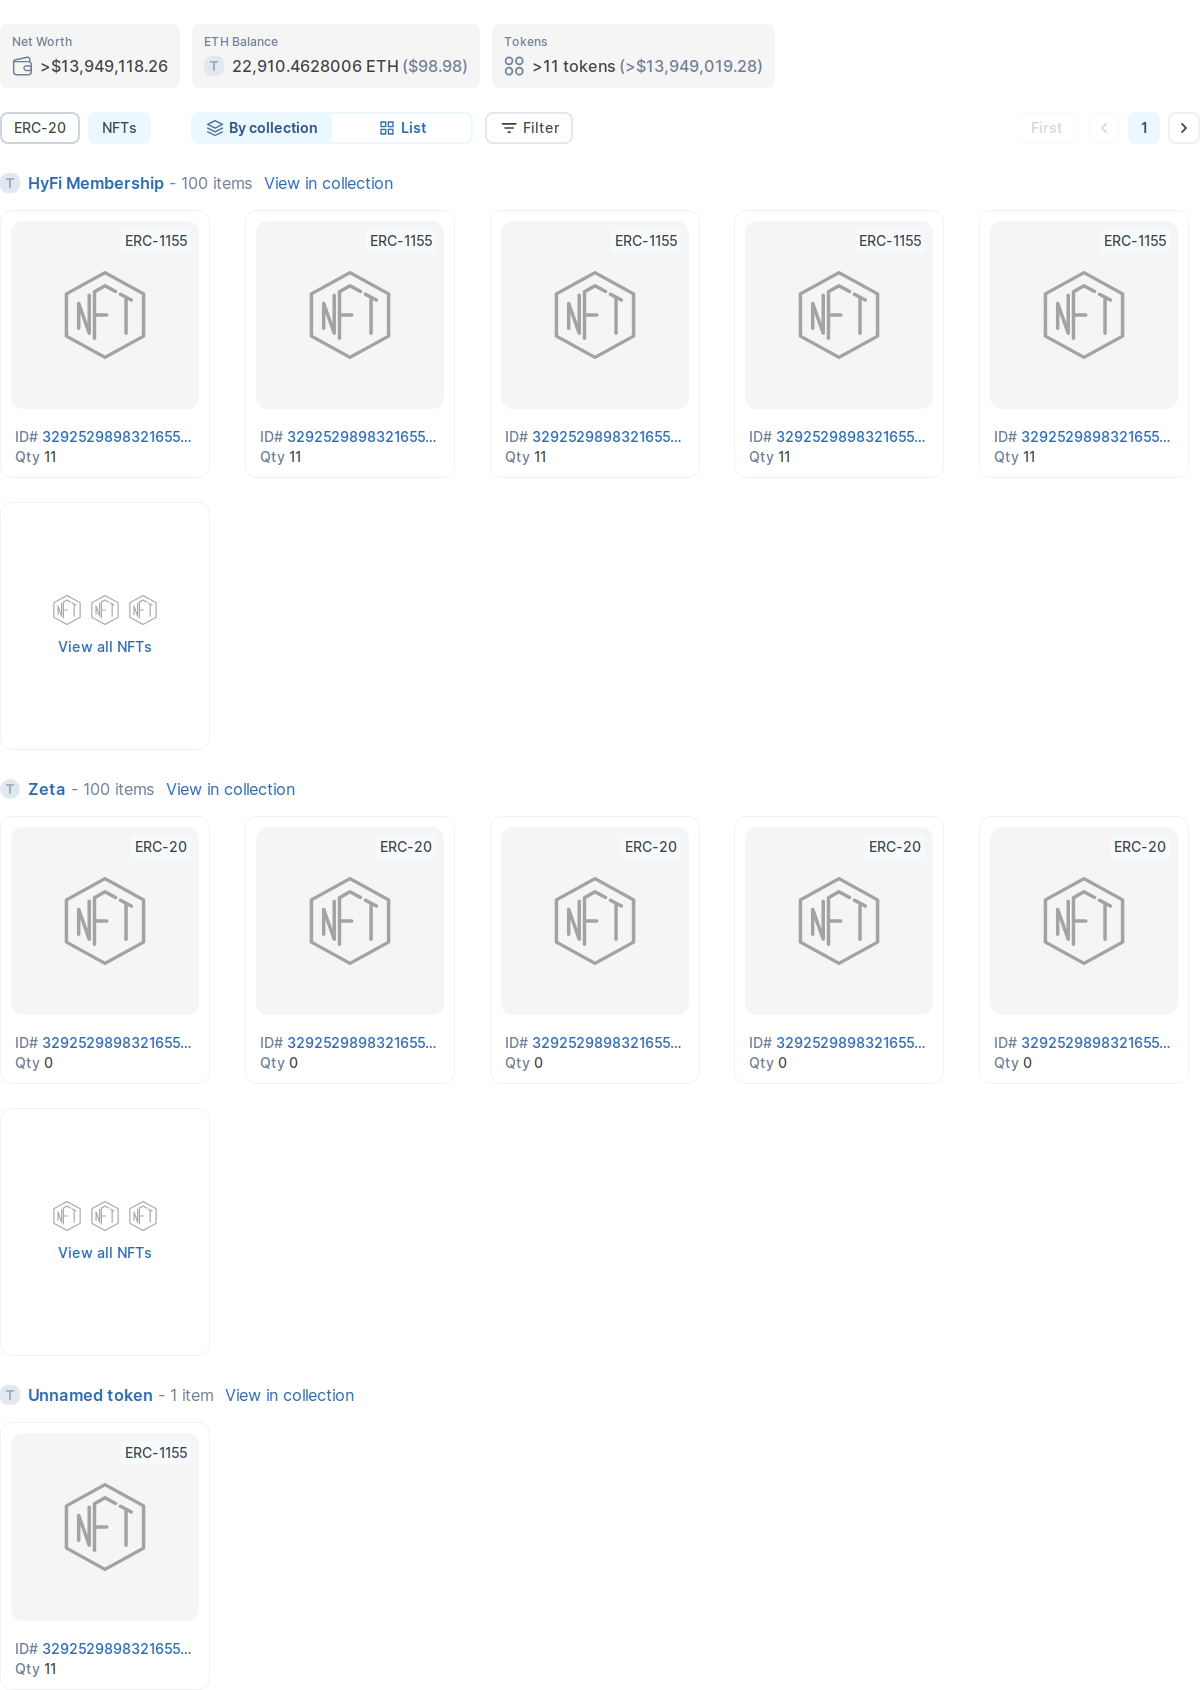 Net Worth
>$13,949,118.26
ETH Balance
T 22,910.4628006 ETH ($98.98)
Tokens
>11 tokens (>$13,949,019.28)
ERC-20 NFTs By collection List Filter First 1
T HyFi Membership - 100 items View in collection
ERC-1155 ERC-1155 ERC-1155 ERC-1155 ERC-1155
NFT NFT NFT NFT NFT
ID# 3292529898321655... ID# 3292529898321655... ID# 3292529898321655... ID# 3292529898321655... ID# 3292529898321655...
Qty 11 Qty 11 Qty 11 Qty 11 Qty 11
NFT NFT NFT
View all NFTs
T Zeta - 100 items View in collection
ERC-20 ERC-20 ERC-20 ERC-20 ERC-20
NFT NFT NFT NFT NFT
ID# 3292529898321655... ID# 3292529898321655... ID# 3292529898321655... ID# 3292529898321655... ID# 3292529898321655...
Qty 0 Qty 0 Qty 0 Qty 0 Qty 0
NFT NFT NFT
View all NFTs
T Unnamed token - 1 item View in collection
ERC-1155
NFT
ID# 3292529898321655...
Qty 11